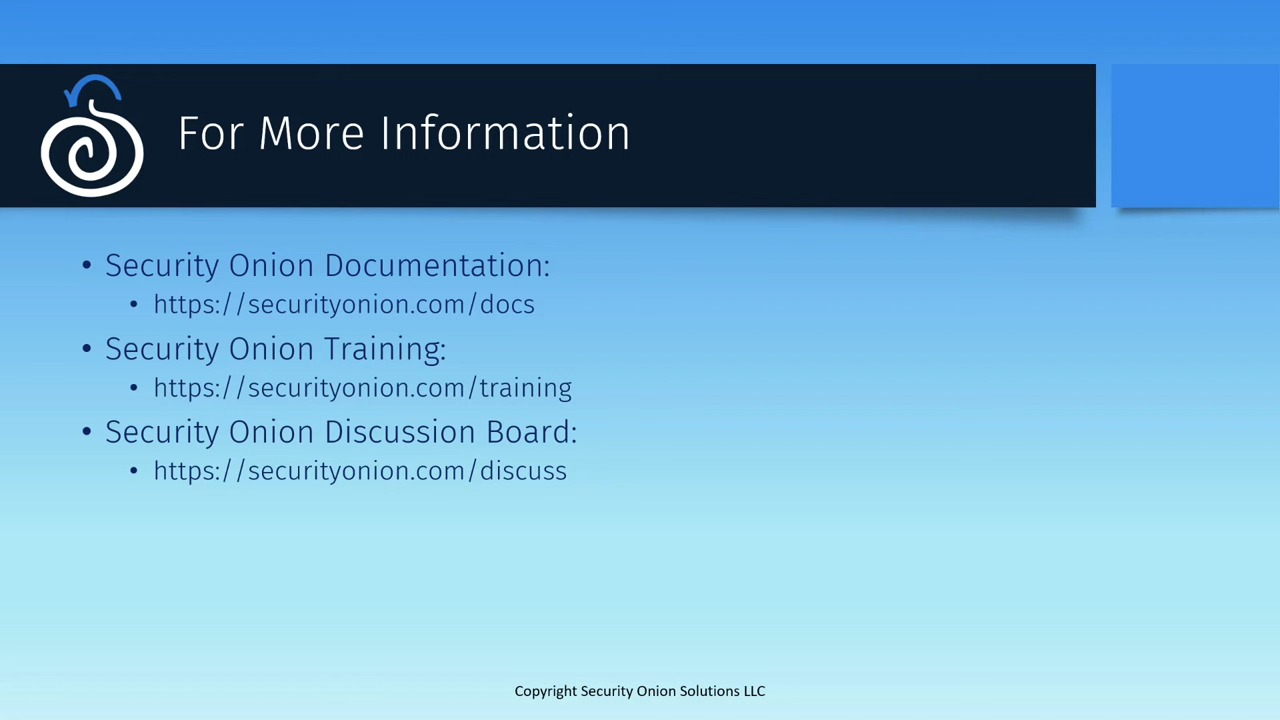 For More Information
• Security Onion Documentation:
• https://securityonion.com/docs
• Security Onion Training:
• https://securityonion.com/training
• Security Onion Discussion Board:
• https://securityonion.com/discuss
Copyright Security Onion Solutions LLC